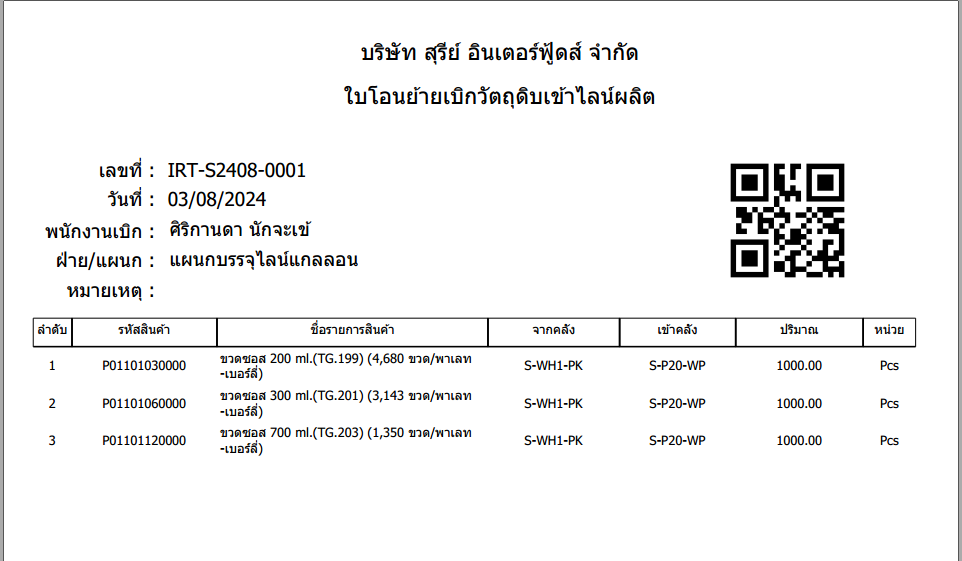 บริษัท สุรีย์ อินเตอร์ฟู้ดส์ จำกัด
ใบโอนย้ายเบิกวัตถุดิบเข้าไลน์ผลิต
เลขที่ : IRT-S2408-0001
วันที่ : 03/08/2024
พนักงานเบิก : ศิริกานดา นักจะเข้
ฝ่าย/แผนก : แผนกบรรจุไลน์แกลลอน
หมายเหตุ :
ลำดับ รหัสสินค้า ชื่อรายการสินค้า จากคลัง เข้าคลัง ปริมาณ หน่วย
1 P01101030000 ขวดซอส 200 ml.(TG.199) (4,680 ขวด/พาเลท S-WH1-PK S-P20-WP 1000.00 Pcs
-เบอร์ลี่)
2 P01101060000 ขวดซอส 300 ml.(TG.201) (3,143 ขวด/พาเลท S-WH1-PK S-P20-WP 1000.00 Pcs
-เบอร์ลี่)
3 P01101120000 ขวดซอส 700 ml.(TG.203) (1,350 ขวด/พาเลท S-WH1-PK S-P20-WP 1000.00 Pcs
-เบอร์ลี่)